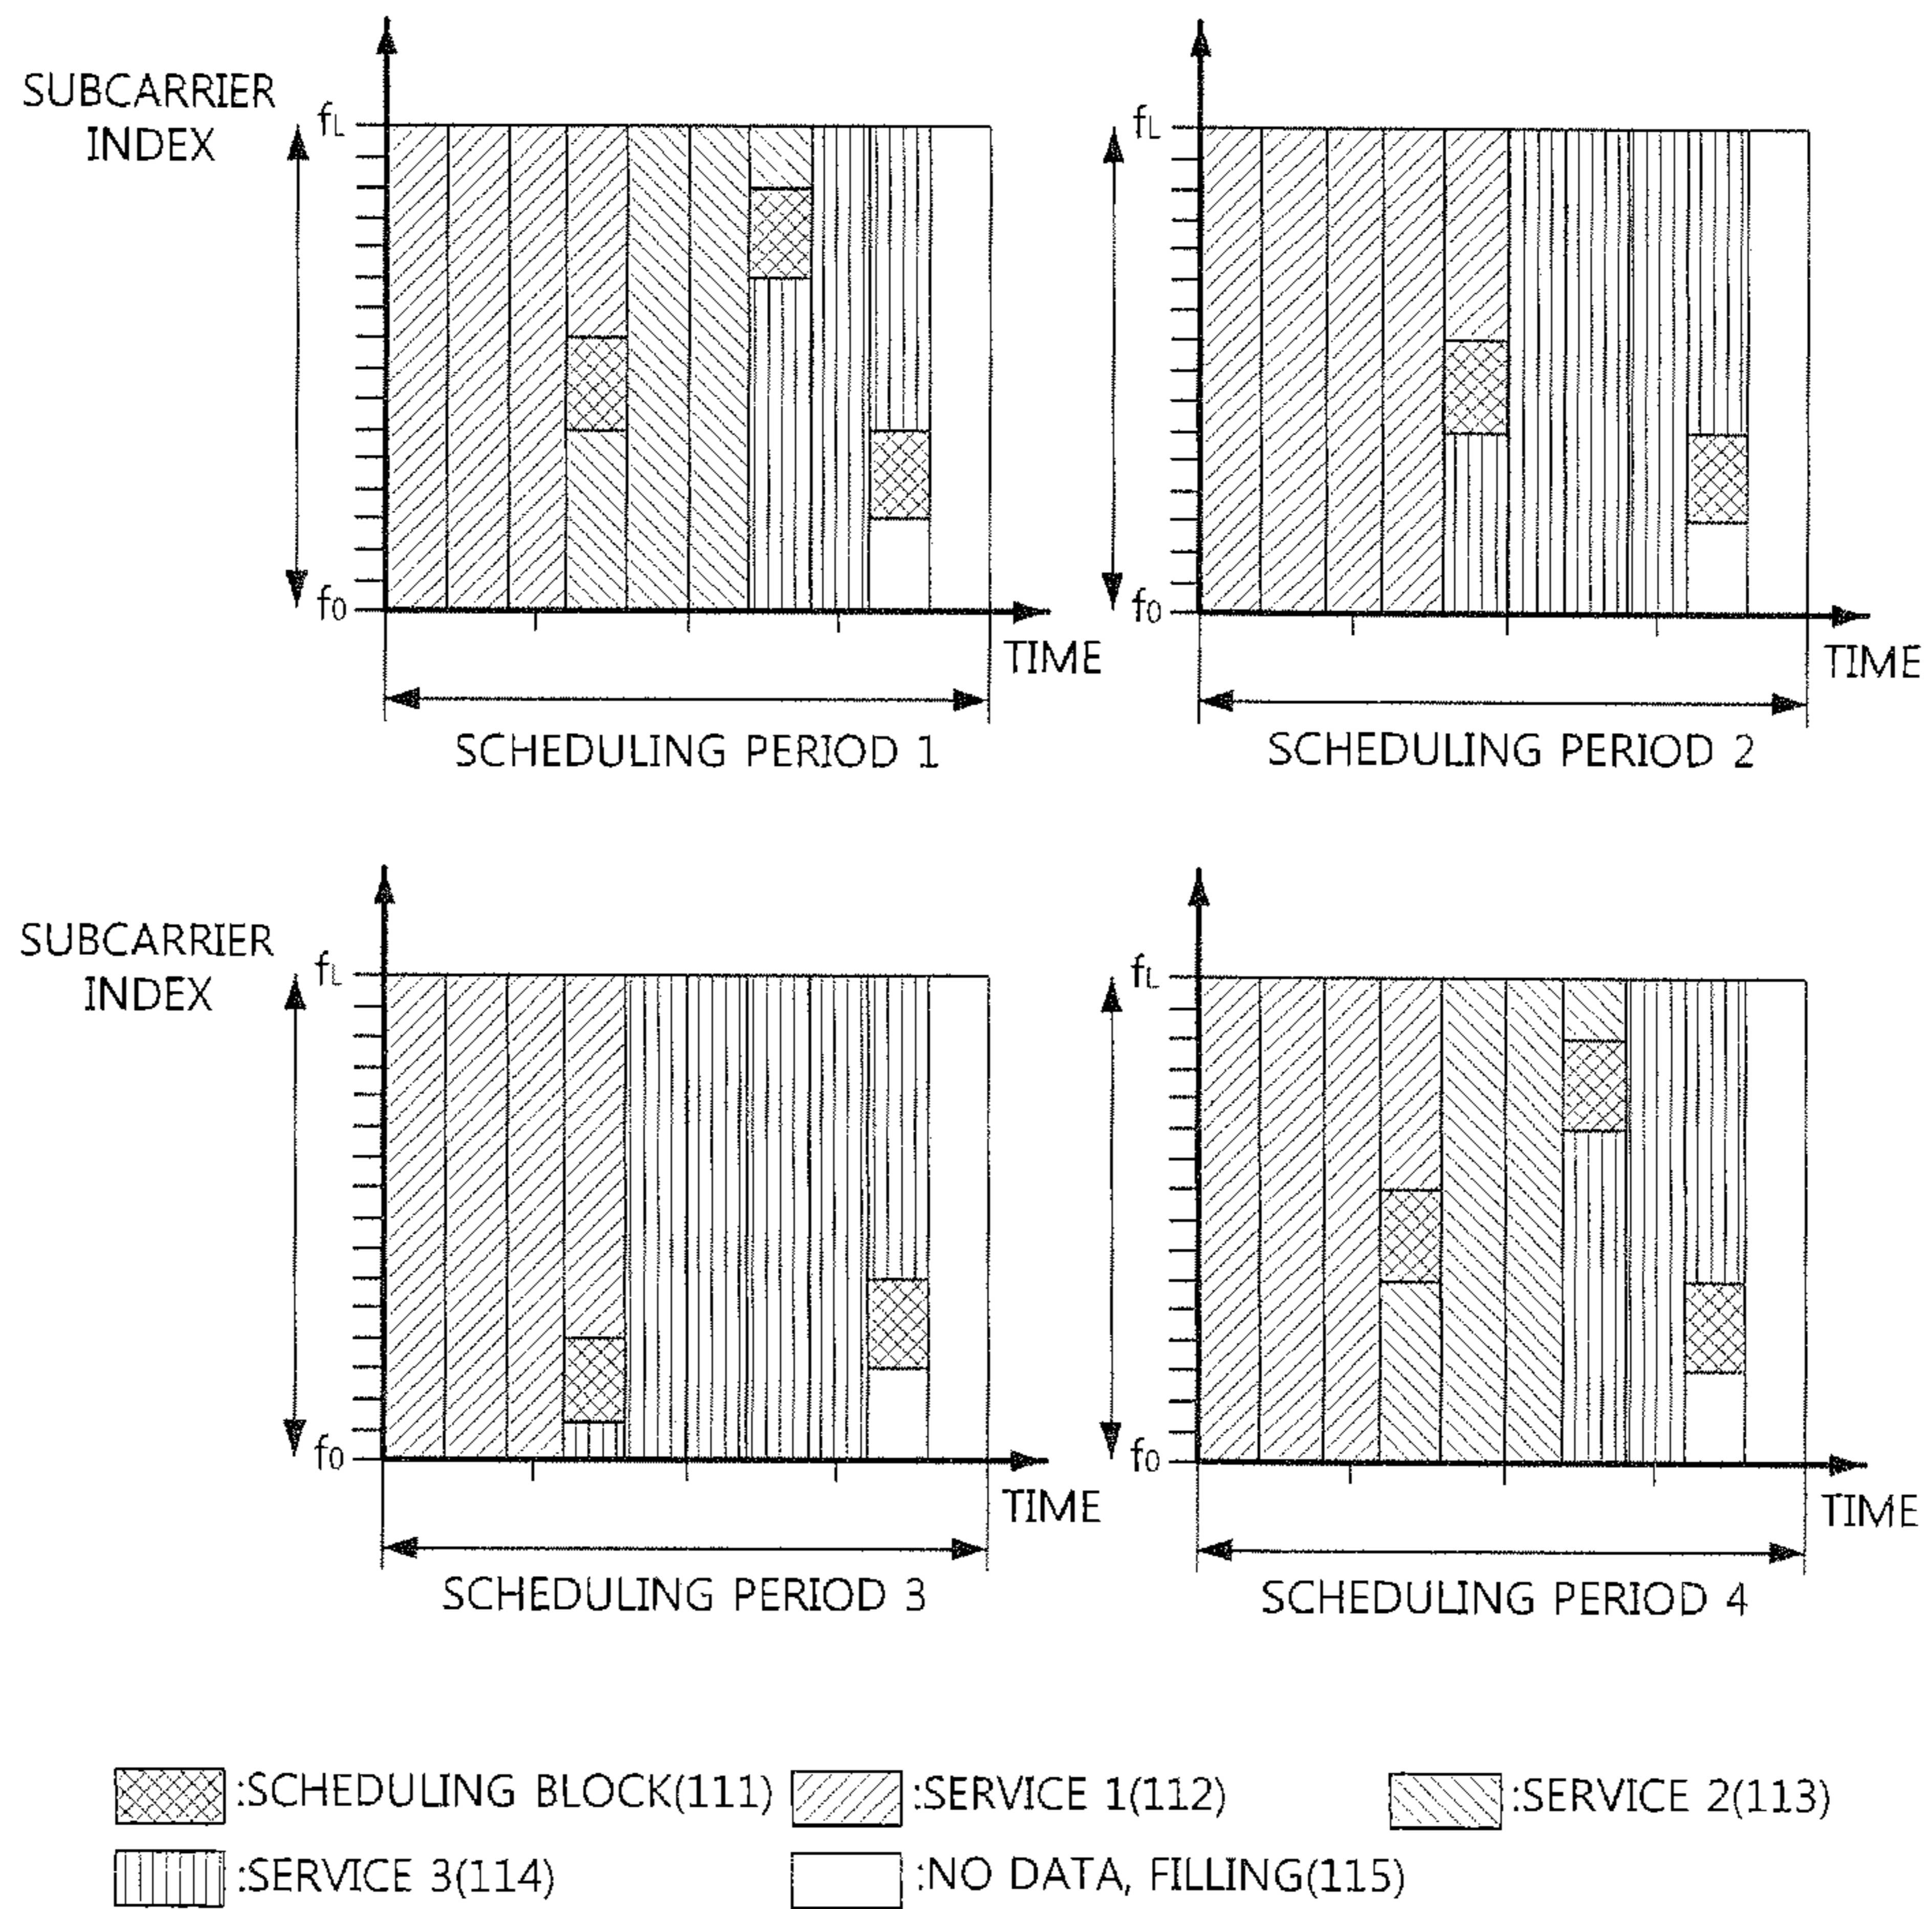 SUBCARRIER
INDEX
fL
f0
TIME
SCHEDULING PERIOD 1
fL
f0
TIME
SCHEDULING PERIOD 2
SUBCARRIER
INDEX
fL
f0
TIME
SCHEDULING PERIOD 3
fL
f0
TIME
SCHEDULING PERIOD 4
:SCHEDULING BLOCK(111)
:SERVICE 1(112)
:SERVICE 2(113)
:SERVICE 3(114)
:NO DATA, FILLING(115)